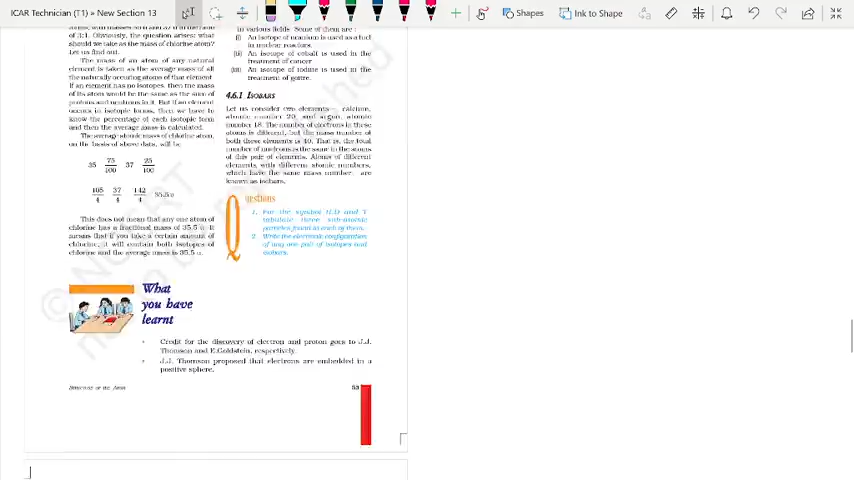 ICAR Technician (T1) » New Section 13
Shapes
Ink to Shape
of 3:1. Obviously, the question arises: what
should we take as the mass of chlorine atom?
Let us find out.
The mass of an atom of any natural
element is taken as the average mass of all
the naturally occuring atoms of that element.
If an element has no isotopes, then the mass
of its atom would be the same as the sum of
protons and neutrons in it. But if an element
occurs in isotopic forms, then we have to
know the percentage of each isotopic form
and then the average mass is calculated.
The average atomic mass of chlorine atom,
on the basis of above data, will be
35 75/100 37 25/100
105/4 37/4 142/4 35.5 u
This does not mean that any one atom of
chlorine has a fractional mass of 35.5 u. It
means that if you take a certain amount of
chlorine, it will contain both isotopes of
chlorine and the average mass is 35.5 u.
in various fields. Some of them are :
(i) An isotope of uranium is used as a fuel
in nuclear reactors.
(ii) An isotope of cobalt is used in the
treatment of cancer.
(iii) An isotope of iodine is used in the
treatment of goitre.
4.6.1 ISOBARS
Let us consider two elements — calcium,
atomic number 20, and argon, atomic
number 18. The number of electrons in these
atoms is different, but the mass number of
both these elements is 40. That is, the total
number of nucleons is the same in the atoms
of this pair of elements. Atoms of different
elements with different atomic numbers,
which have the same mass number, are
known as isobars.
Questions
1. For the symbol H,D and T
tabulate three sub-atomic
particles found in each of them.
2. Write the electronic configuration
of any one pair of isotopes and
isobars.
What
you have
learnt
• Credit for the discovery of electron and proton goes to J.J.
Thomson and E.Goldstein, respectively.
• J.J. Thomson proposed that electrons are embedded in a
positive sphere.
STRUCTURE OF THE ATOM
53